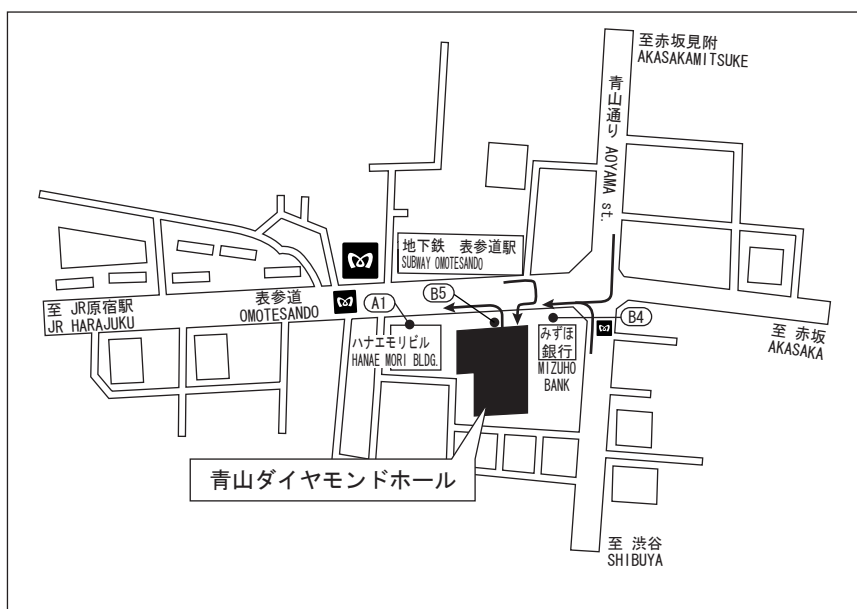 至赤坂見附
AKASAKAMITSUKE
青山通り AOYAMA st.
地下鉄 表参道駅
SUBWAY OMOTESANDO
至 JR原宿駅
JR HARAJUKU
表参道
OMOTESANDO
A1
B5
B4
ハナエモリビル
HANAE MORI BLDG.
みずほ
銀行
MIZUHO
BANK
至 赤坂
AKASAKA
青山ダイヤモンドホール
至 渋谷
SHIBUYA